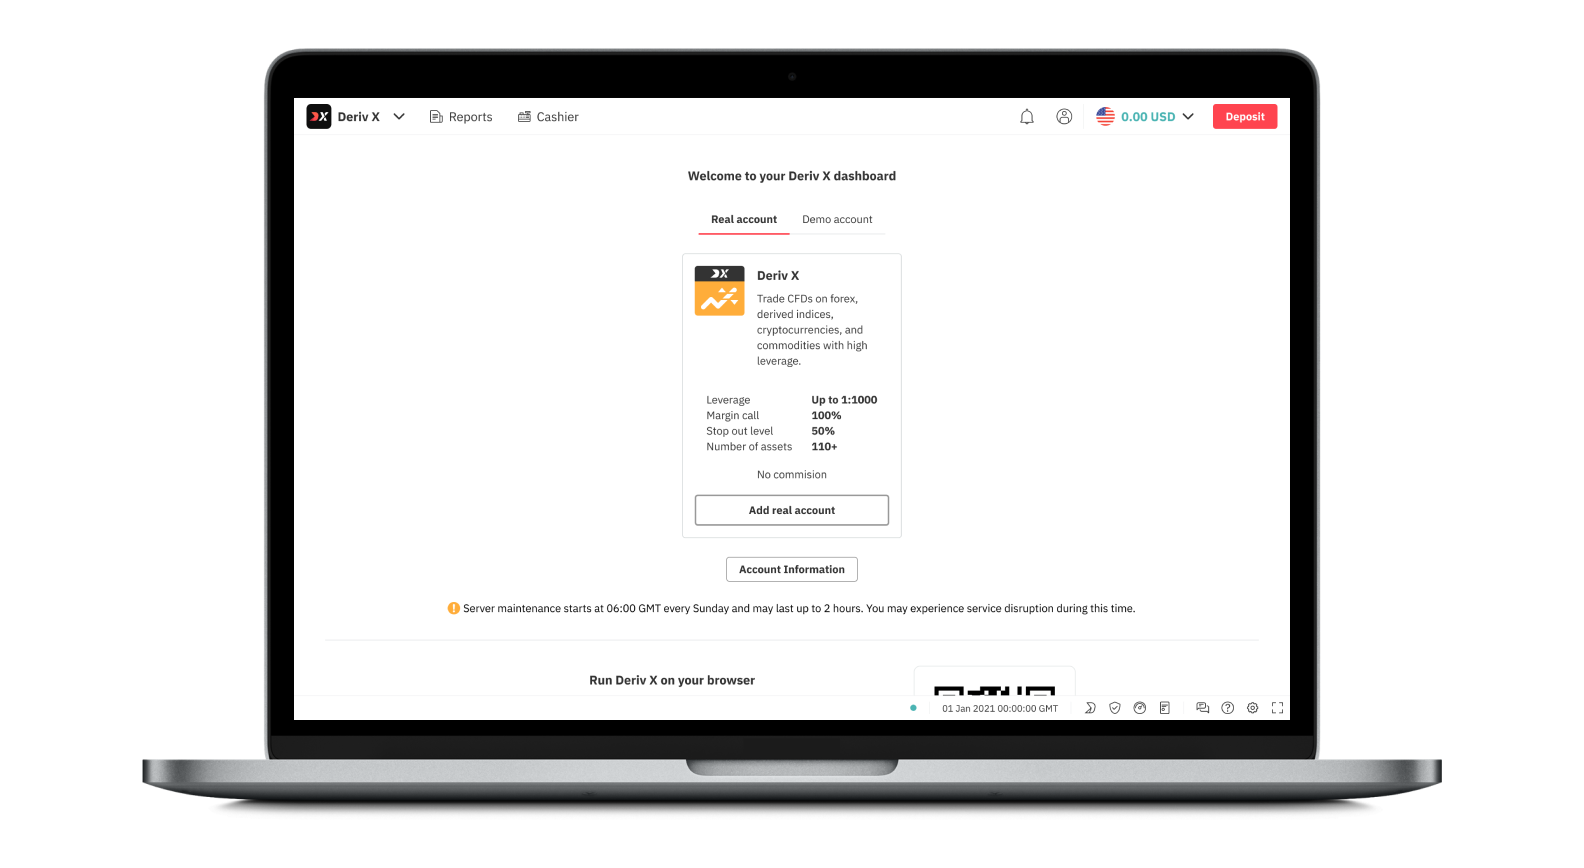 Deriv X
Reports
Cashier
0.00 USD
Deposit
Welcome to your Deriv X dashboard
Real account
Demo account
Deriv X
Trade CFDs on forex,
derived indices,
cryptocurrencies, and
commodities with high
leverage.
Leverage Up to 1:1000
Margin call 100%
Stop out level 50%
Number of assets 110+
No commision
Add real account
Account Information
Server maintenance starts at 06:00 GMT every Sunday and may last up to 2 hours. You may experience service disruption during this time.
Run Deriv X on your browser
01 Jan 2021 00:00:00 GMT